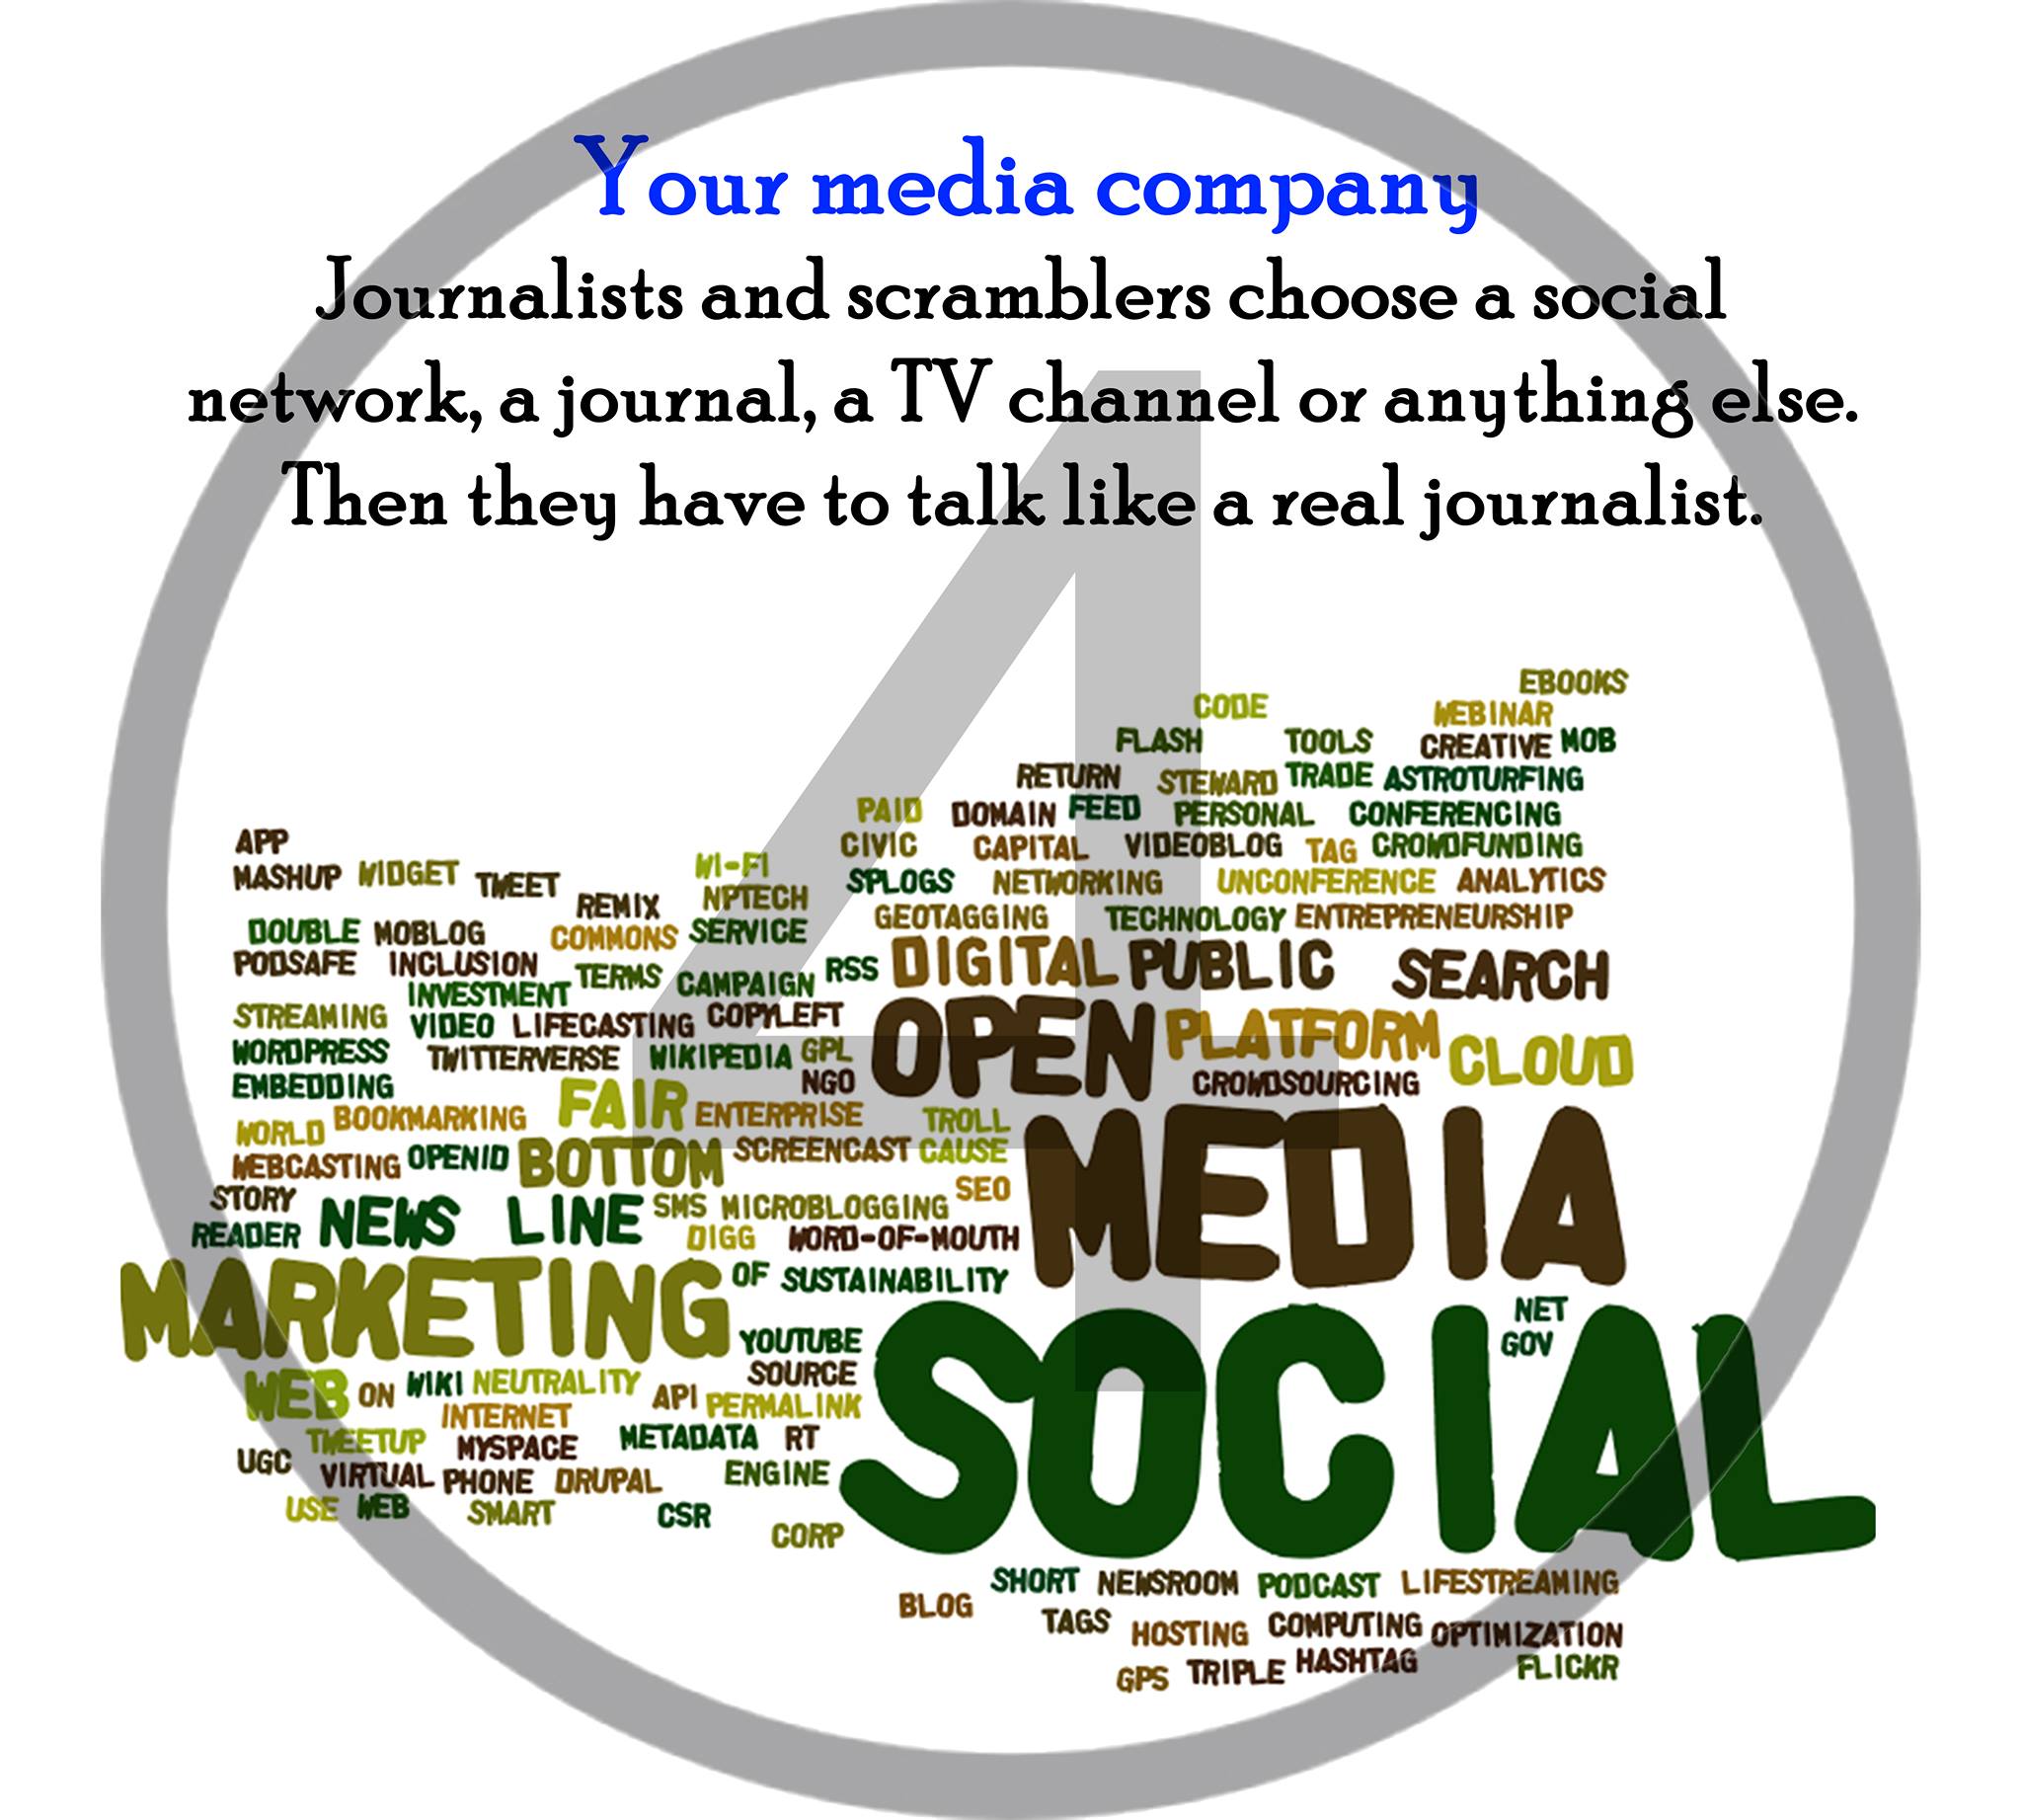 Your media company
Journalists and scramblers choose a social
network, a journal, a TV channel or anything else.
Then they have to talk like a real journalist.
4
EBOOKS
CODE WEBINAR
FLASH TOOLS CREATIVE MOB
RETURN STEWARD TRADE ASTROTURFING
PAID DOMAIN FEED PERSONAL CONFERENCING
APP CIVIC CAPITAL VIDEOBLOG TAG CROWDFUNDING
MASHUP WIDGET TWEET WI-FI SPLOGS NETWORKING UNCONFERENCE ANALYTICS
REMIX NPTECH GEOTAGGING TECHNOLOGY ENTREPRENEURSHIP
DOUBLE MOBLOG COMMONS SERVICE
PODSAFE INCLUSION TERMS CAMPAIGN RSS DIGITAL PUBLIC SEARCH
INVESTMENT
STREAMING VIDEO LIFECASTING COPYLEFT OPEN PLATFORM CLOUD
WORDPRESS TWITTERVERSE WIKIPEDIA GPL
EMBEDDING NGO CROWDSOURCING
WORLD BOOKMARKING FAIR ENTERPRISE TROLL
WEBCASTING OPENID BOTTOM SCREENCAST CAUSE MEDIA
STORY SEO
READER NEWS LINE SMS MICROBLOGGING
DIGG WORD-OF-MOUTH
MARKETING OF SUSTAINABILITY
NET
YOUTUBE GOV
SOURCE SOCIAL
WEB ON WIKI NEUTRALITY API PERMALINK
INTERNET
TWEETUP MYSPACE METADATA RT
UGC VIRTUAL PHONE DRUPAL ENGINE
USE WEB SMART CSR
CORP
SHORT NEWSROOM PODCAST LIFESTREAMING
BLOG TAGS HOSTING COMPUTING OPTIMIZATION
GPS TRIPLE HASHTAG FLICKR